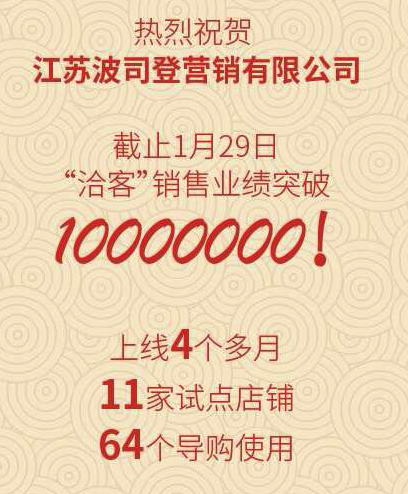 热烈祝贺
江苏波司登营销有限公司
截止1月29日
“洽客”销售业绩突破
10000000!
上线4个多月
11家试点店铺
64个导购使用